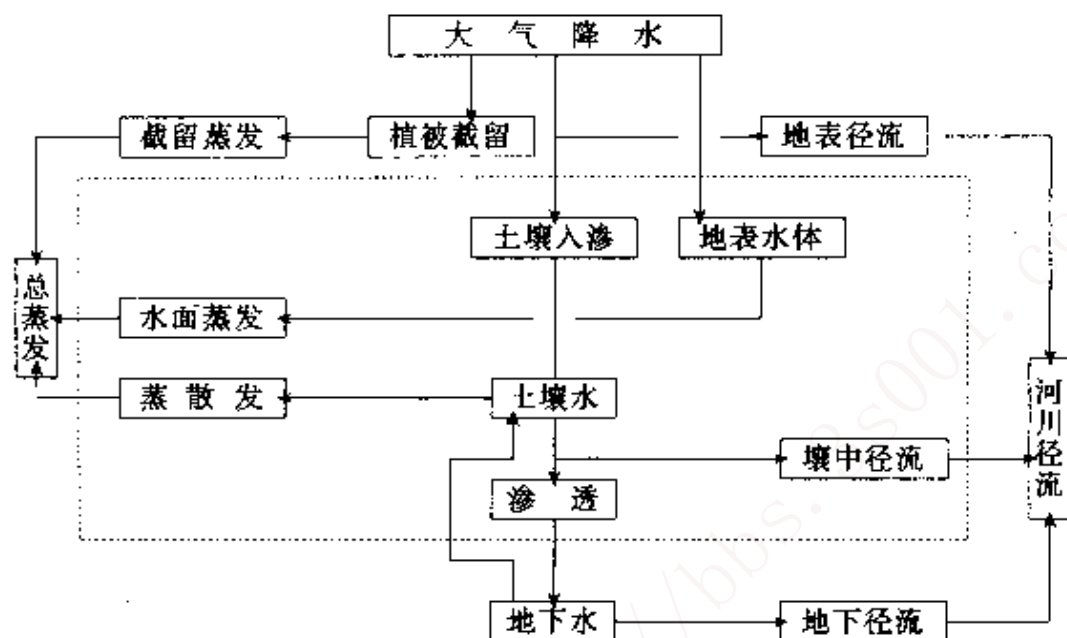 大气降水
截留蒸发
植被截留
地表径流
土壤入渗
地表水体
总蒸发
水面蒸发
蒸散发
土壤水
河川径流
壤中径流
渗透
地下水
地下径流